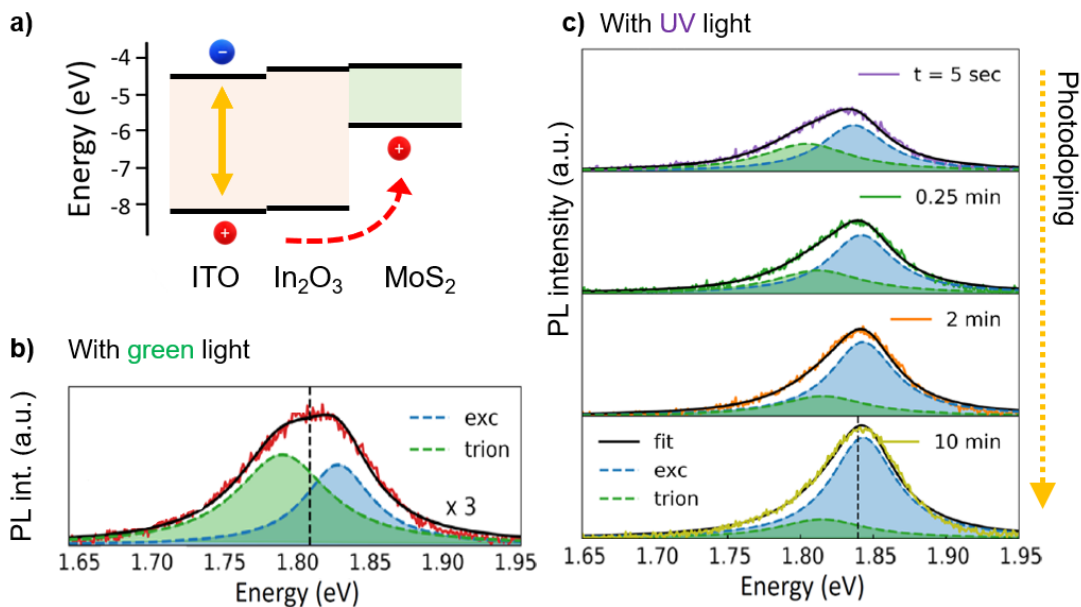 a)
Energy (eV)
-4
-5
-6
-7
-8
−
+
+
ITO
In₂O₃
MoS₂
b) With green light
PL int. (a.u.)
exc
trion
x 3
1.65 1.70 1.75 1.80 1.85 1.90 1.95
Energy (eV)
c) With UV light
PL intensity (a.u.)
t = 5 sec
0.25 min
2 min
10 min
fit
exc
trion
1.65 1.70 1.75 1.80 1.85 1.90 1.95
Energy (eV)
Photodoping